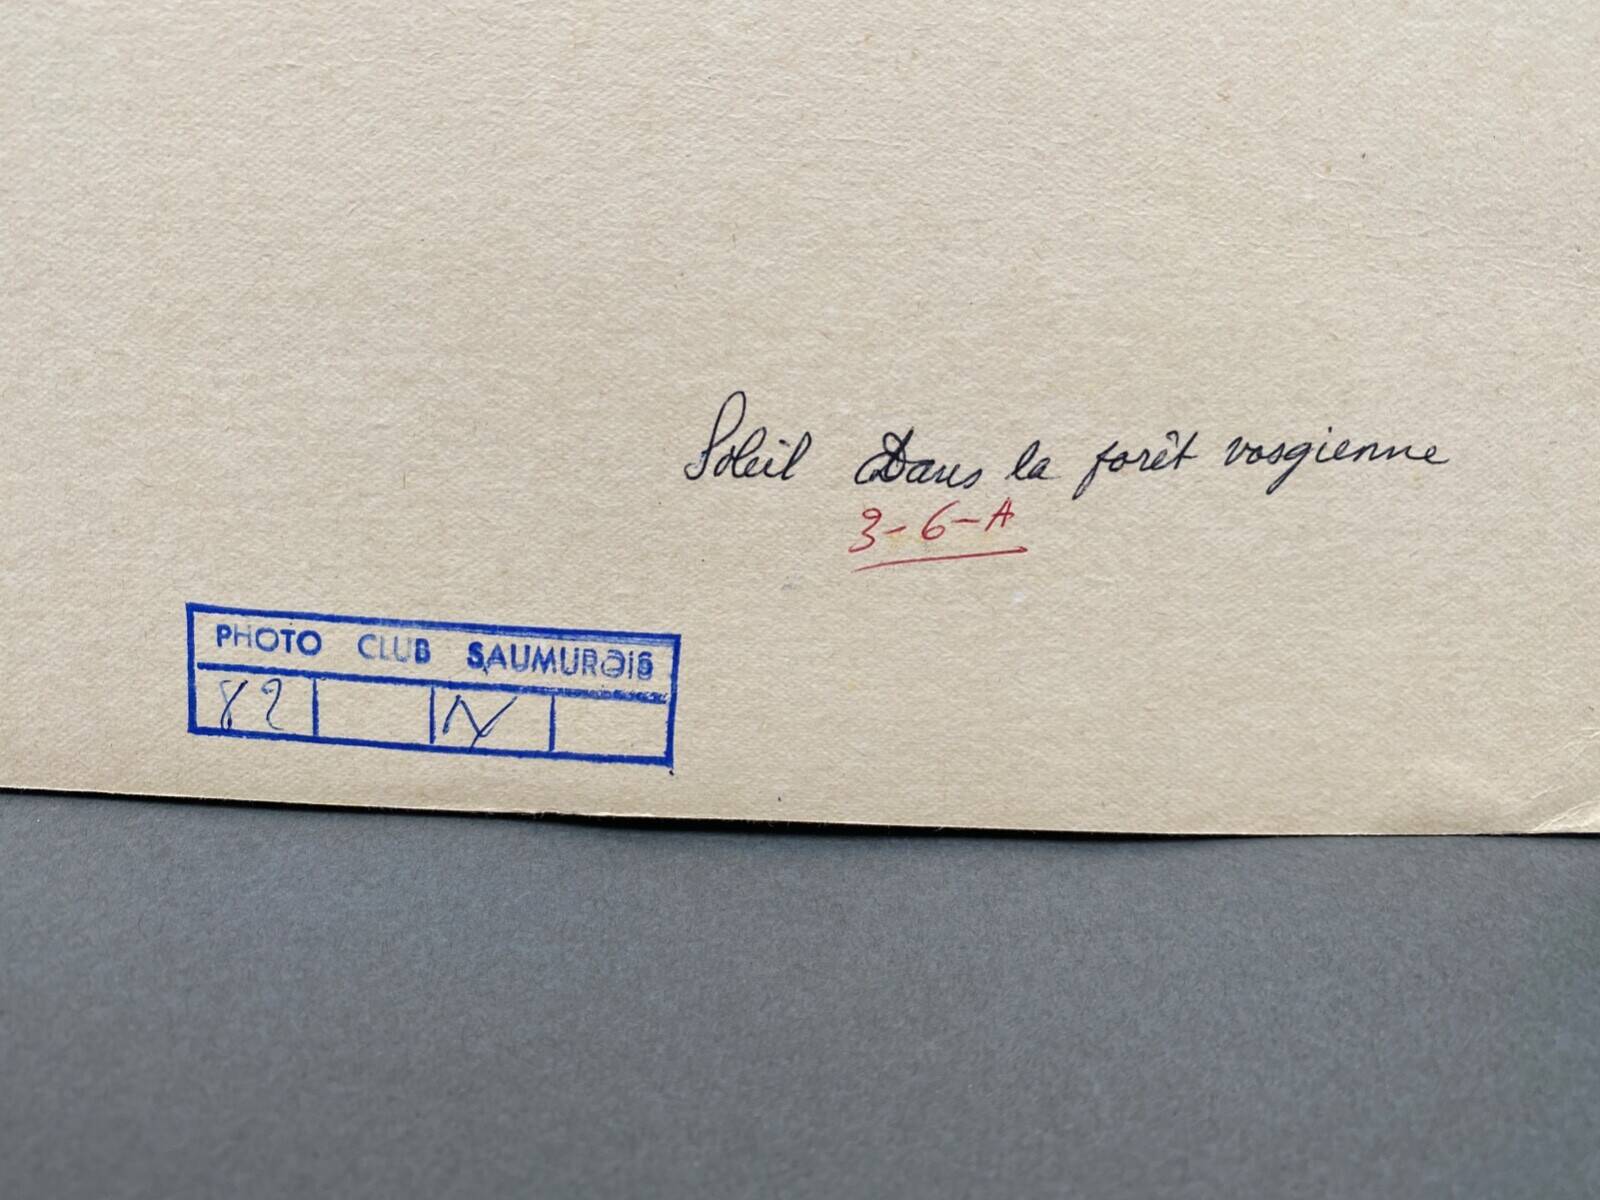 Soleil Dans la forêt vosgienne
3-6-A
PHOTO CLUB SAUMUROIS
82 N